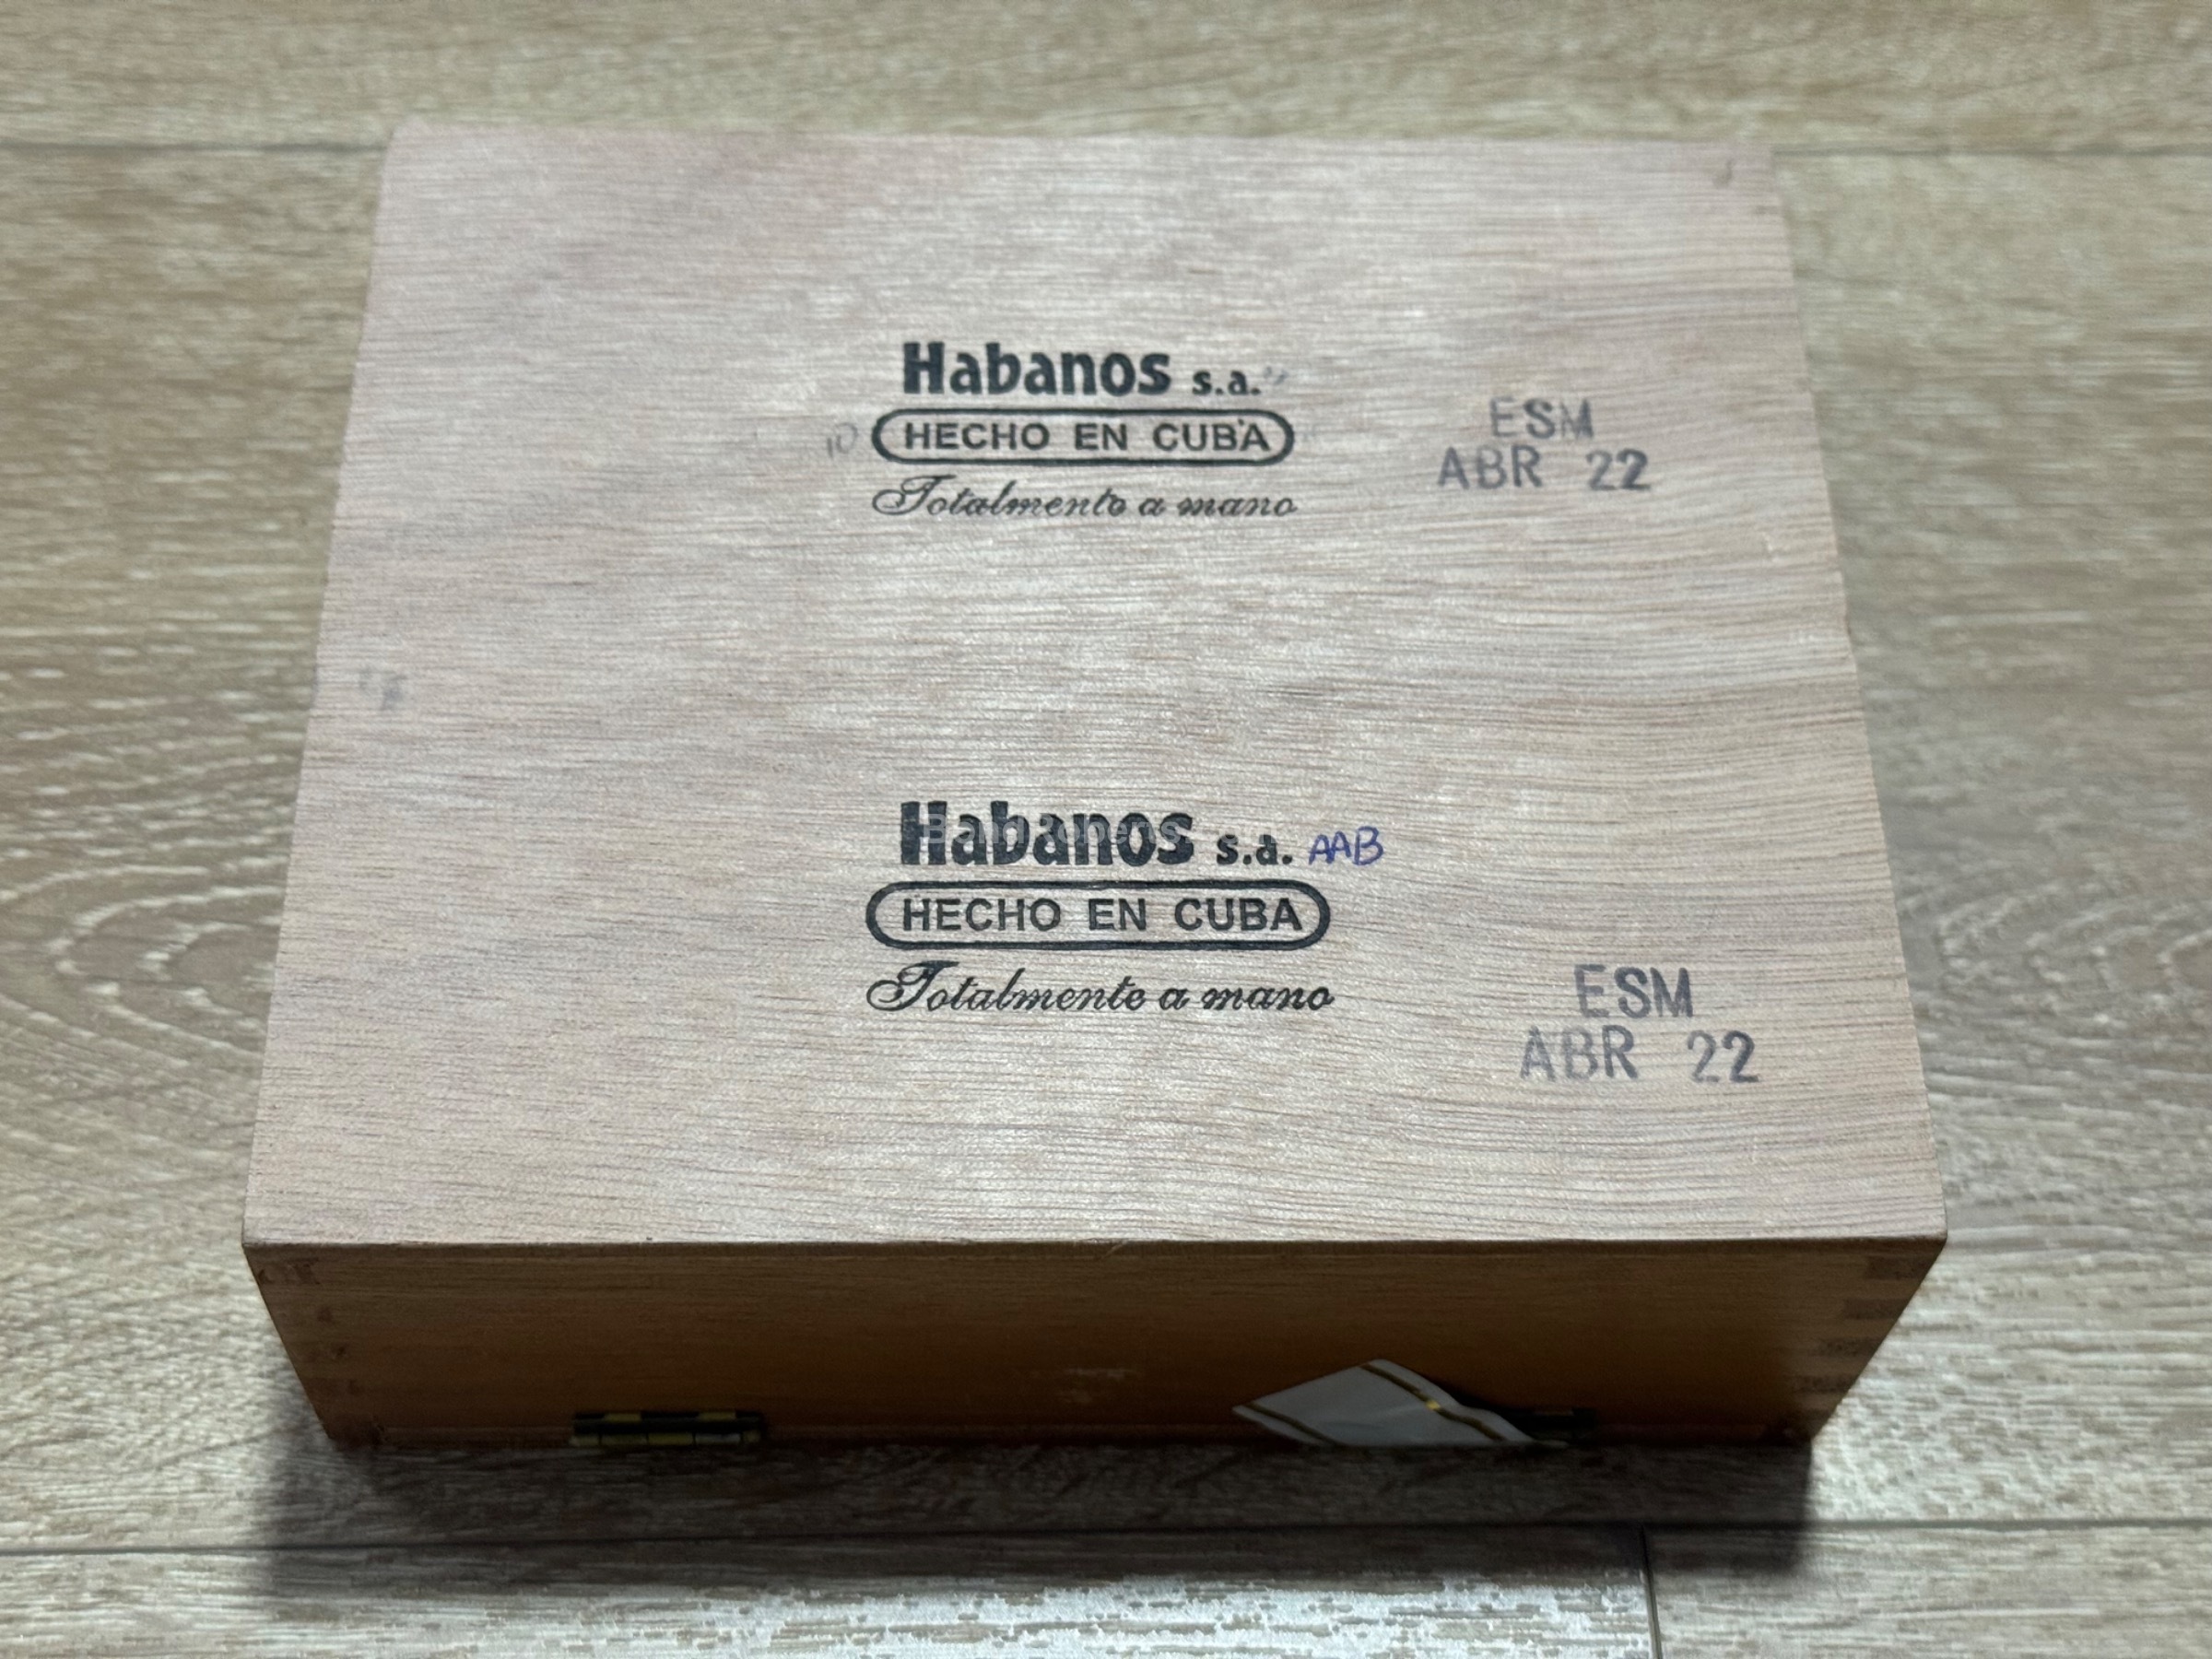 Habanos s.a.
HECHO EN CUBA
Totalmente a mano
ESM
ABR 22
10
Habanos s.a. AAB
HECHO EN CUBA
Totalmente a mano
ESM
ABR 22